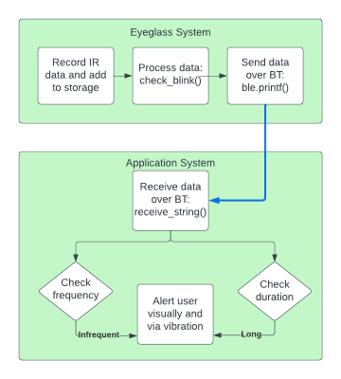 Eyeglass System
Record IR
data and add
to storage
Process data:
check_blink()
Send data
over BT:
ble.printf()
Application System
Receive data
over BT:
receive_string()
Check
frequency
Alert user
visually and
via vibration
Check
duration
Infrequent
Long